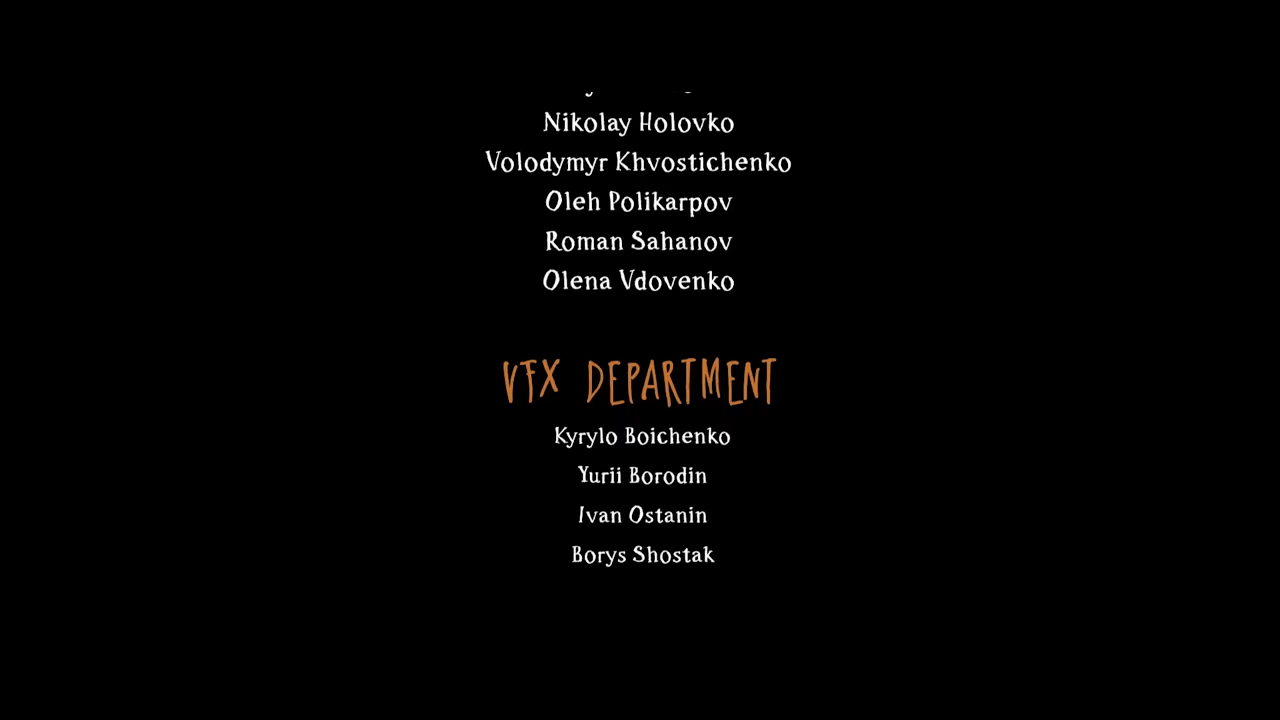 Nikolay Holovko
Volodymyr Khvostichenko
Oleh Polikarpov
Roman Sahanov
Olena Vdovenko
VFX DEPARTMENT
Kyrylo Boichenko
Yurii Borodin
Ivan Ostanin
Borys Shostak